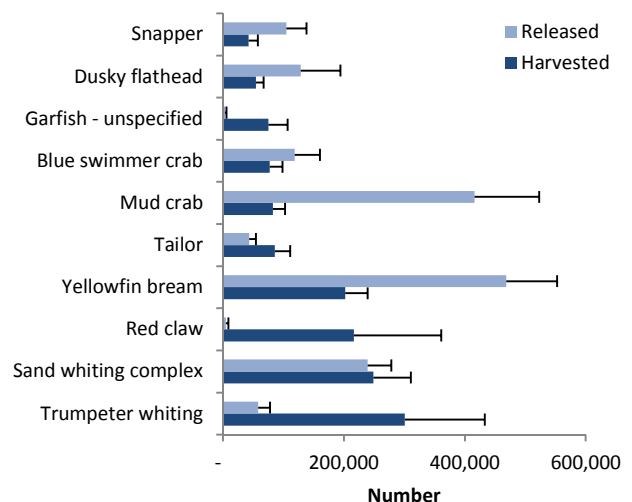 Released
Harvested
Snapper
Dusky flathead
Garfish - unspecified
Blue swimmer crab
Mud crab
Tailor
Yellowfin bream
Red claw
Sand whiting complex
Trumpeter whiting
- 200,000 400,000 600,000
Number